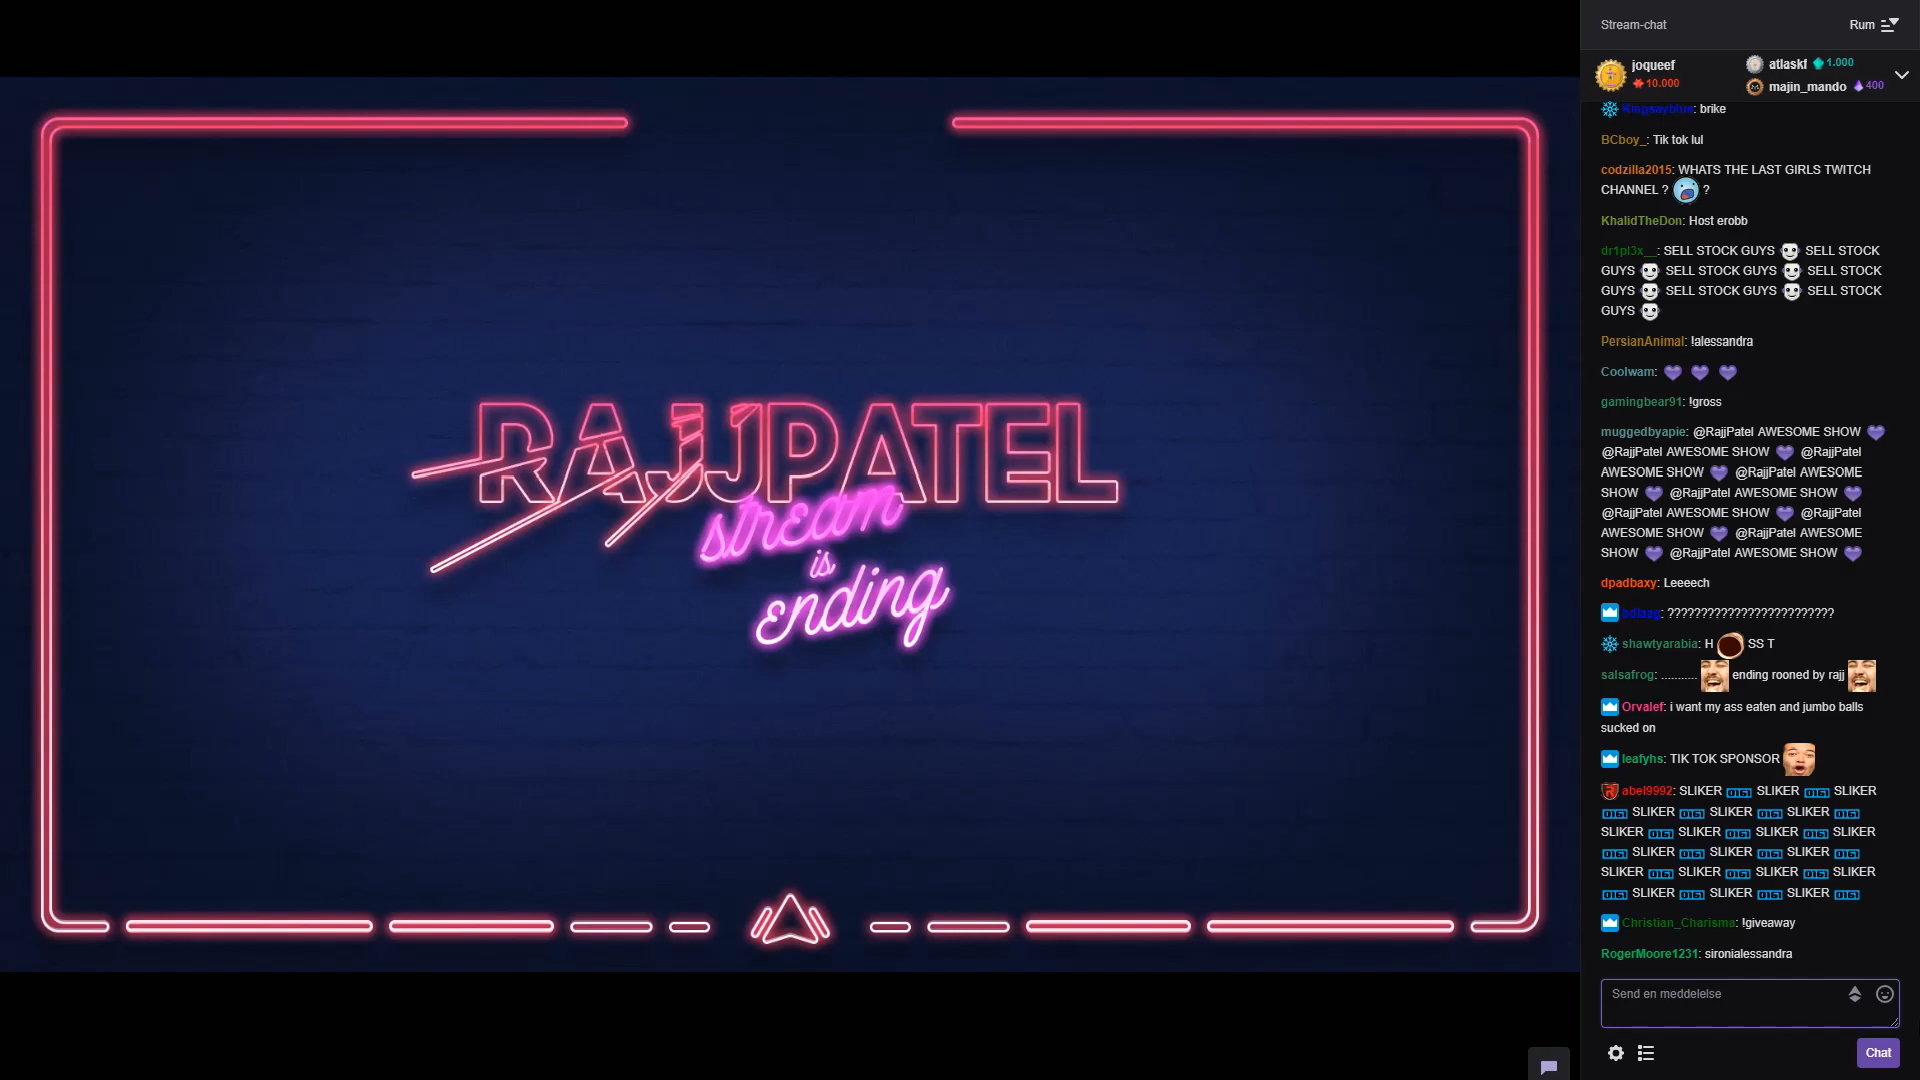 RAJJPATEL
stream
is
ending
Stream-chat
Rum
joqueef
10.000
atlaskf 1.000
majin_mando 400
Kingsayblue: brike
BCboy_: Tik tok lul
codzilla2015: WHATS THE LAST GIRLS TWITCH
CHANNEL ? ?
KhalidTheDon: Host erobb
dr1pl3x__: SELL STOCK GUYS SELL STOCK
GUYS SELL STOCK GUYS SELL STOCK
GUYS SELL STOCK GUYS SELL STOCK
GUYS
PersianAnimal: !alessandra
Coolwam:
gamingbear91: !gross
muggedbyapie: @RajjPatel AWESOME SHOW
@RajjPatel AWESOME SHOW @RajjPatel
AWESOME SHOW @RajjPatel AWESOME
SHOW @RajjPatel AWESOME SHOW
@RajjPatel AWESOME SHOW @RajjPatel
AWESOME SHOW @RajjPatel AWESOME
SHOW @RajjPatel AWESOME SHOW
dpadbaxy: Leeeech
: ?????????????????????????
shawtyarabia: H SS T
salsafrog: ........... ending rooned by rajj
Orvalef: i want my ass eaten and jumbo balls
sucked on
leafyhs: TIK TOK SPONSOR
abel9992: SLIKER SLIKER SLIKER
SLIKER SLIKER SLIKER
SLIKER SLIKER SLIKER SLIKER
SLIKER SLIKER SLIKER
SLIKER SLIKER SLIKER SLIKER
SLIKER SLIKER SLIKER
Christian_Charisma: !giveaway
RogerMoore1231: sironialessandra
Send en meddelelse
Chat